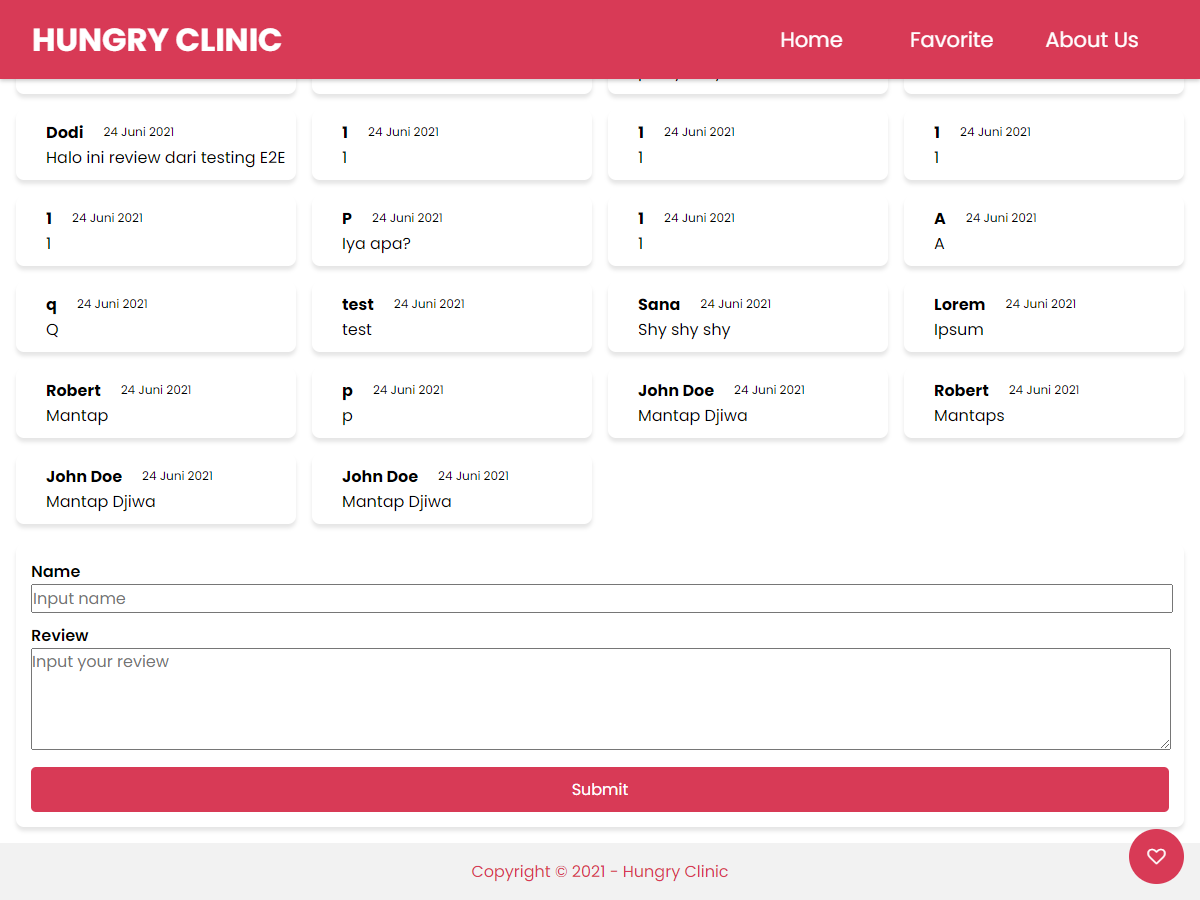 HUNGRY CLINIC Home Favorite About Us
Dodi 24 Juni 2021
Halo ini review dari testing E2E
1 24 Juni 2021
1
1 24 Juni 2021
1
1 24 Juni 2021
1
1 24 Juni 2021
1
P 24 Juni 2021
Iya apa?
1 24 Juni 2021
1
A 24 Juni 2021
A
q 24 Juni 2021
Q
test 24 Juni 2021
test
Sana 24 Juni 2021
Shy shy shy
Lorem 24 Juni 2021
Ipsum
Robert 24 Juni 2021
Mantap
p 24 Juni 2021
p
John Doe 24 Juni 2021
Mantap Djiwa
Robert 24 Juni 2021
Mantaps
John Doe 24 Juni 2021
Mantap Djiwa
John Doe 24 Juni 2021
Mantap Djiwa
Name
Input name
Review
Input your review
Submit
Copyright © 2021 - Hungry Clinic